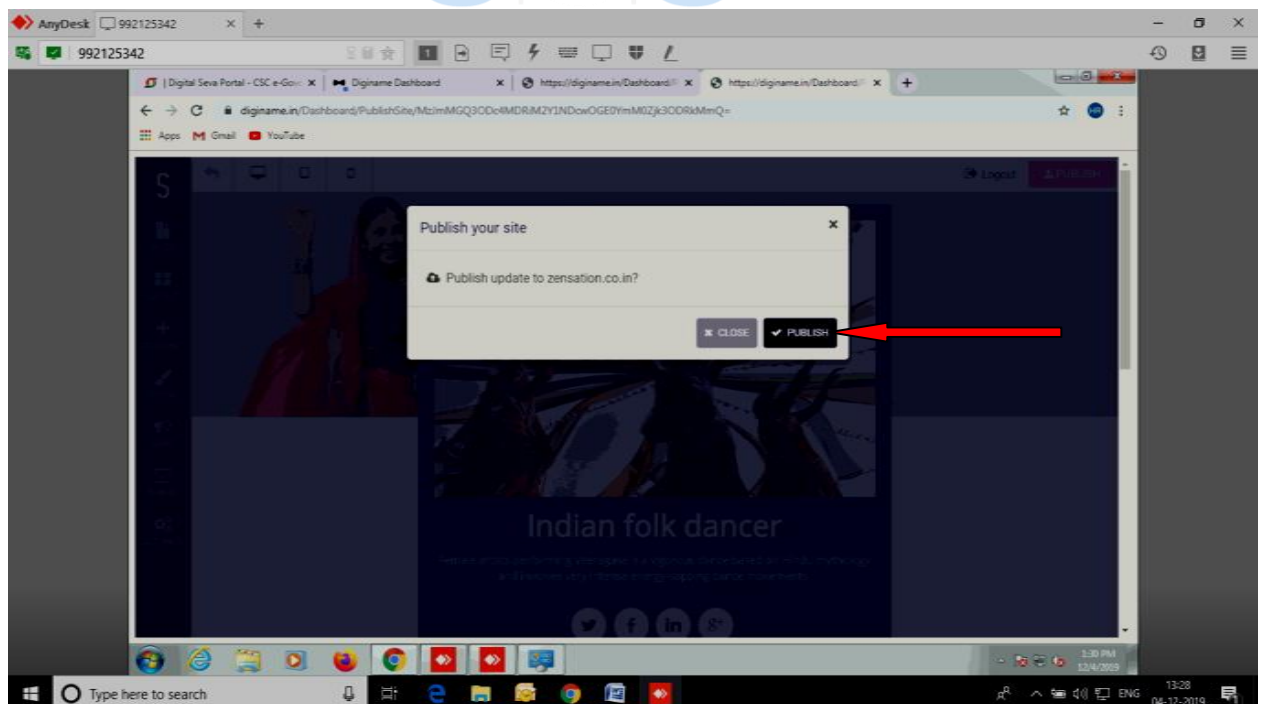 AnyDesk 992125342 × +
992125342
1
| Digital Seva Portal - CSC e-Gov × Diginame Dashboard × https://diginame.in/Dashboard/ × https://diginame.in/Dashboard/ × +
Apps M Gmail YouTube
S Logout PUBLISH
Publish your site ×
Publish update to zensation.co.in?
× CLOSE ✔ PUBLISH
Indian folk dancer
f in g+
1:30 PM
12/4/2019
Type here to search
ENG
13:28
04-12-2019